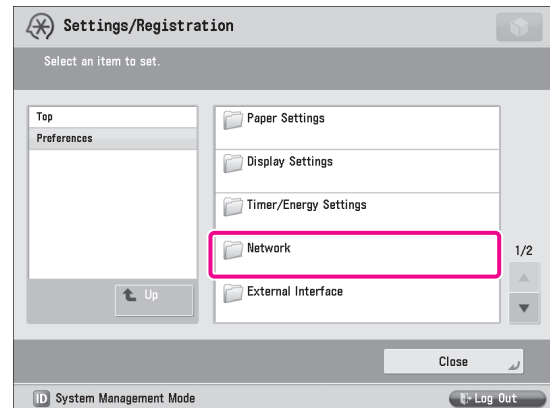 Settings/Registration
Select an item to set.
Top
Preferences
Paper Settings
Display Settings
Timer/Energy Settings
Network
External Interface
1/2
Up
Close
ID System Management Mode
Log Out